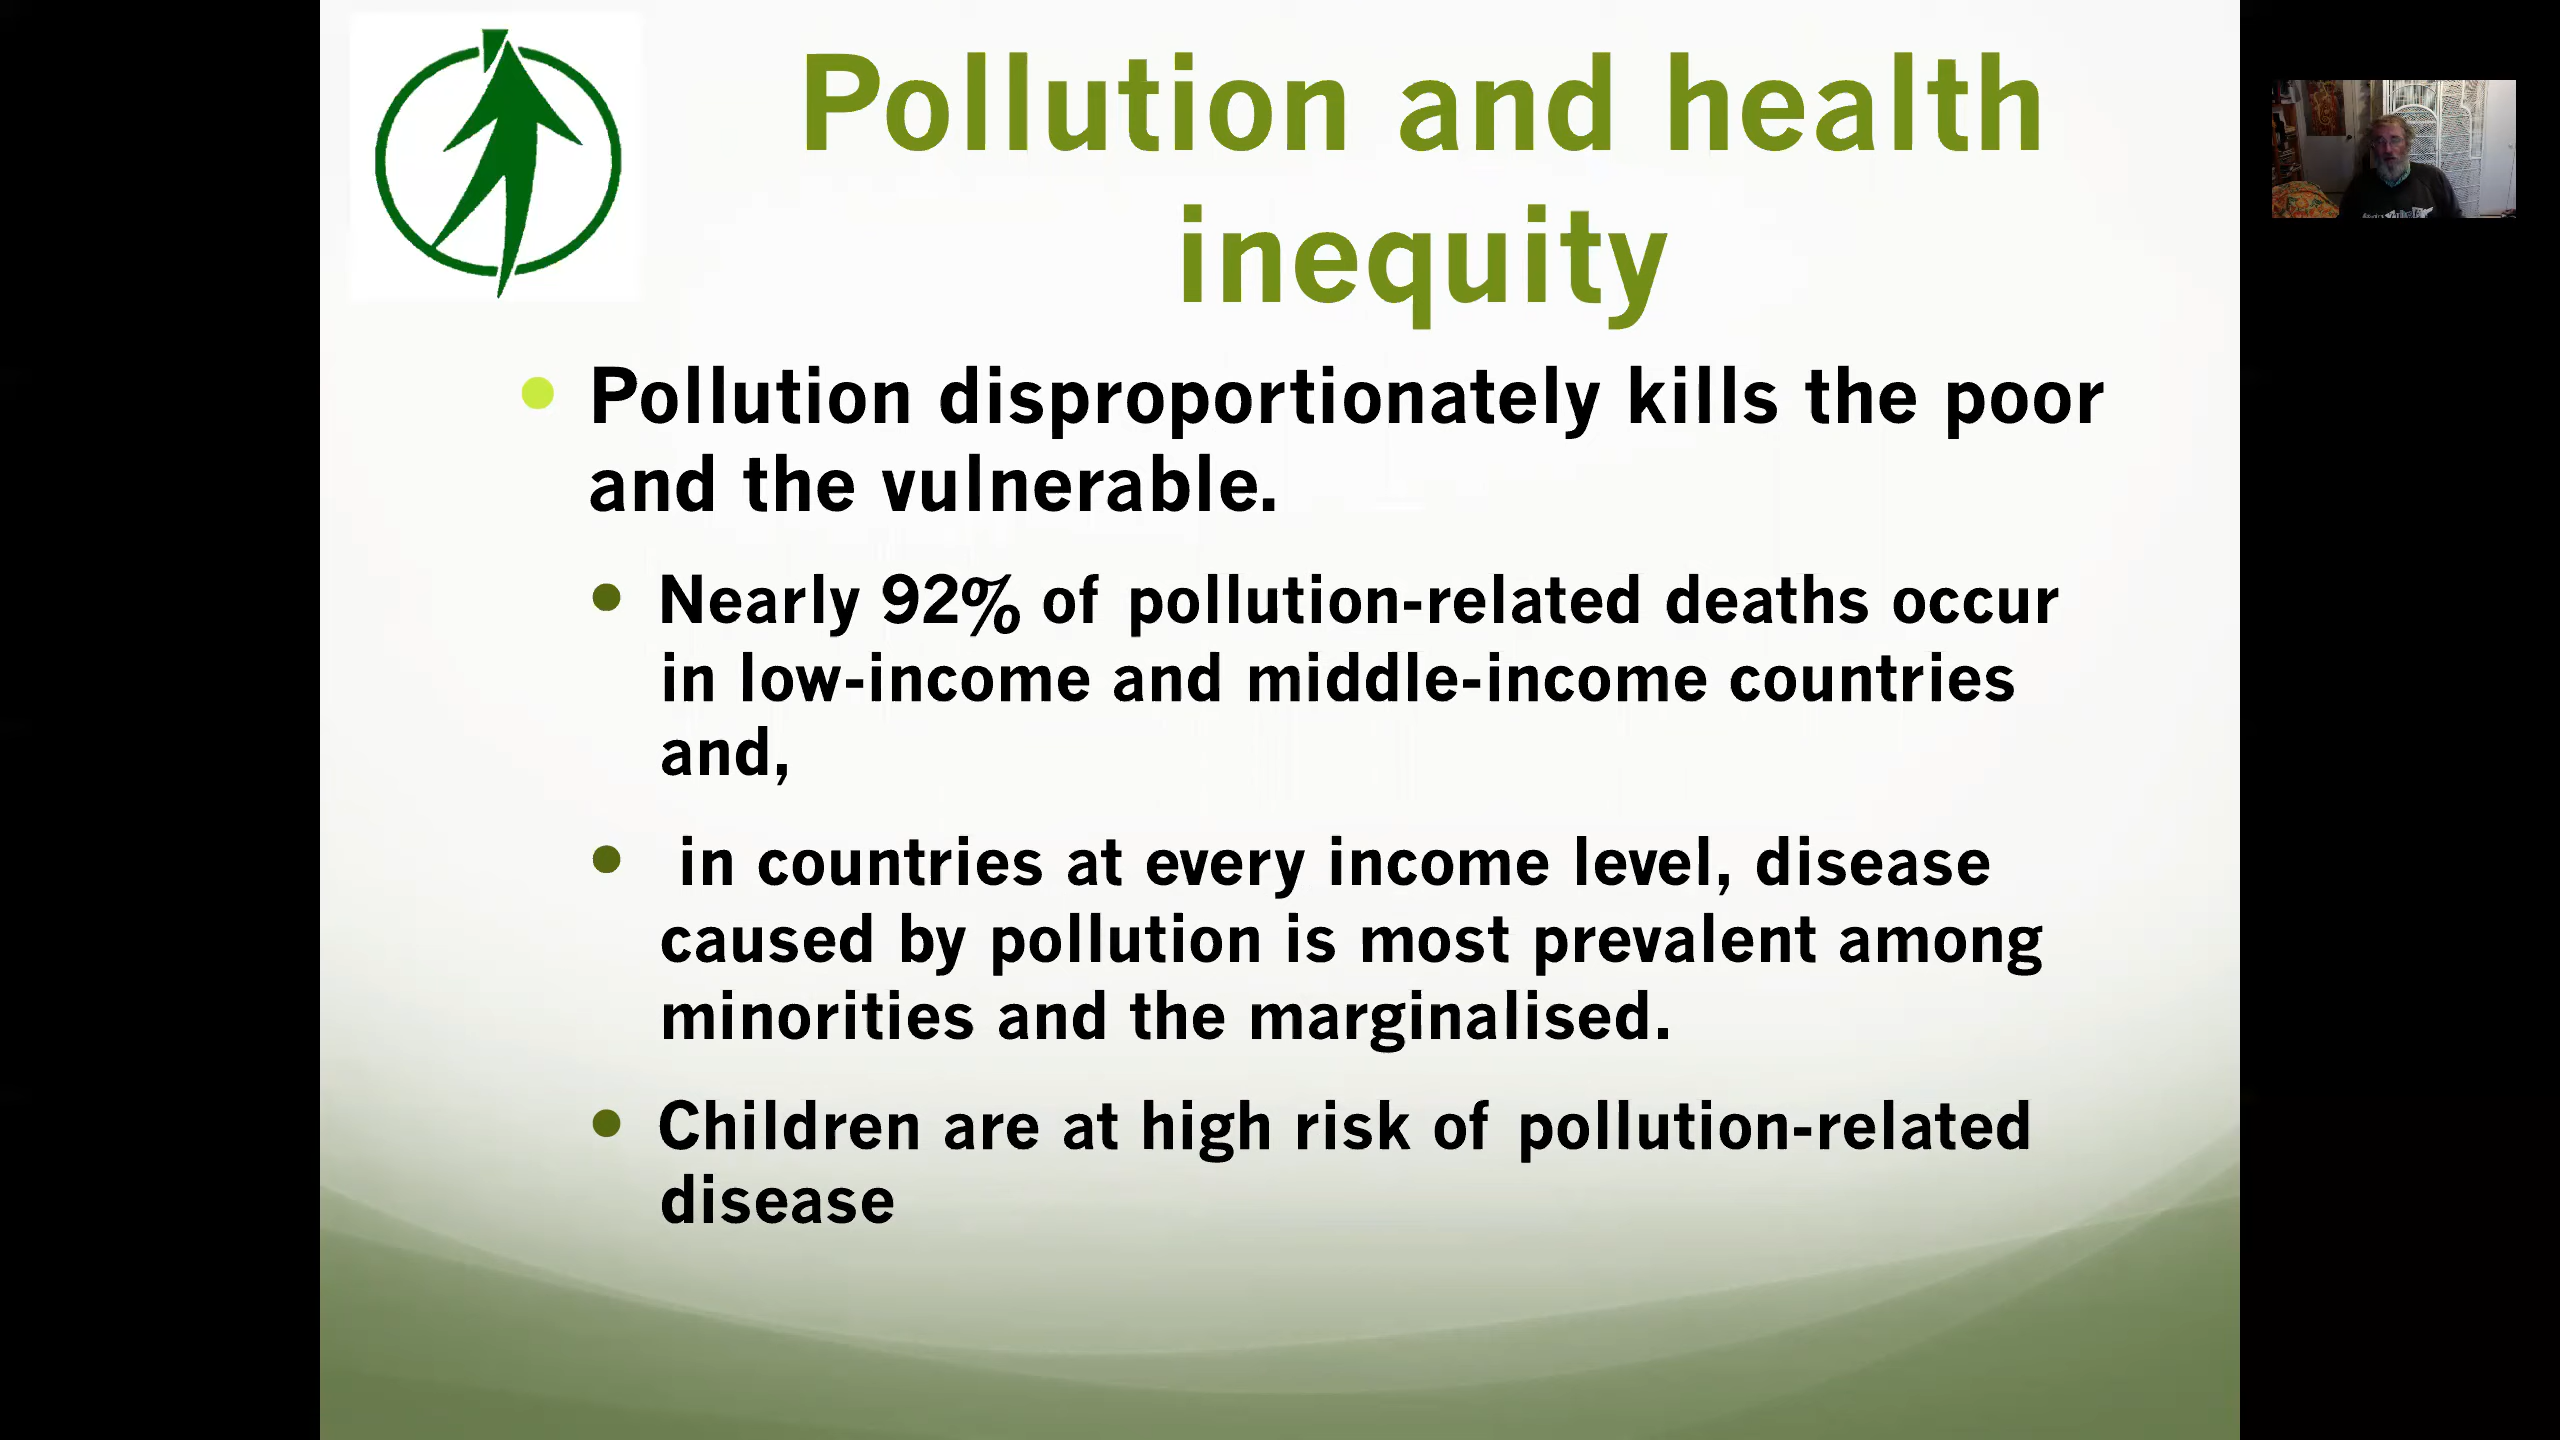 Pollution and health
inequity
Pollution disproportionately kills the poor
and the vulnerable.
Nearly 92% of pollution-related deaths occur
in low-income and middle-income countries
and,
in countries at every income level, disease
caused by pollution is most prevalent among
minorities and the marginalised.
Children are at high risk of pollution-related
disease